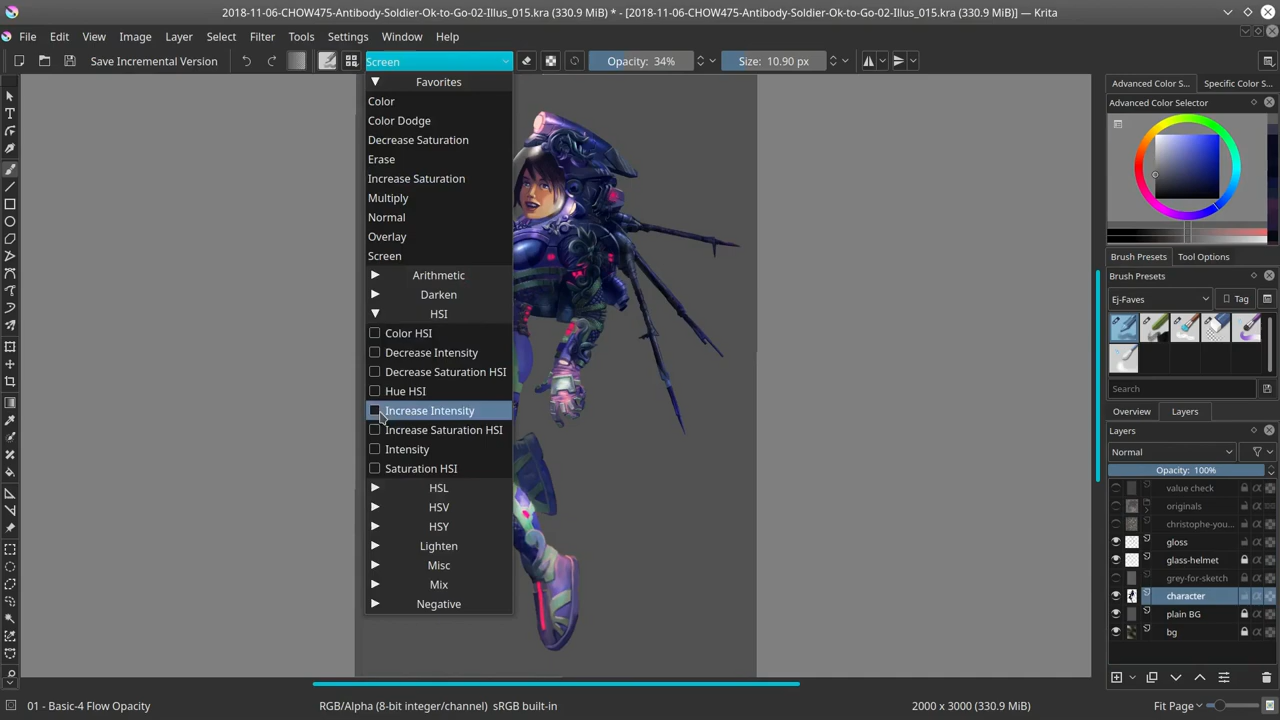 2018-11-06-CHOW475-Antibody-Soldier-Ok-to-Go-02-Illus_015.kra (330.9 MiB) * - [2018-11-06-CHOW475-Antibody-Soldier-Ok-to-Go-02-Illus_015.kra (330.9 MiB)] — Krita
File Edit View Image Layer Select Filter Tools Settings Window Help
Save Incremental Version Screen Opacity: 34% Size: 10.90 px
Favorites
Color
Color Dodge
Decrease Saturation
Erase
Increase Saturation
Multiply
Normal
Overlay
Screen
Arithmetic
Darken
HSI
Color HSI
Decrease Intensity
Decrease Saturation HSI
Hue HSI
Increase Intensity
Increase Saturation HSI
Intensity
Saturation HSI
HSL
HSV
HSY
Lighten
Misc
Mix
Negative
Advanced Color S... Specific Color S...
Advanced Color Selector
Brush Presets Tool Options
Brush Presets
Ej-Faves Tag
Search
Overview Layers
Layers
Normal
Opacity: 100%
value check
originals
christophe-you...
gloss
glass-helmet
grey-for-sketch
character
plain BG
bg
01 - Basic-4 Flow Opacity RGB/Alpha (8-bit integer/channel) sRGB built-in 2000 x 3000 (330.9 MiB) Fit Page